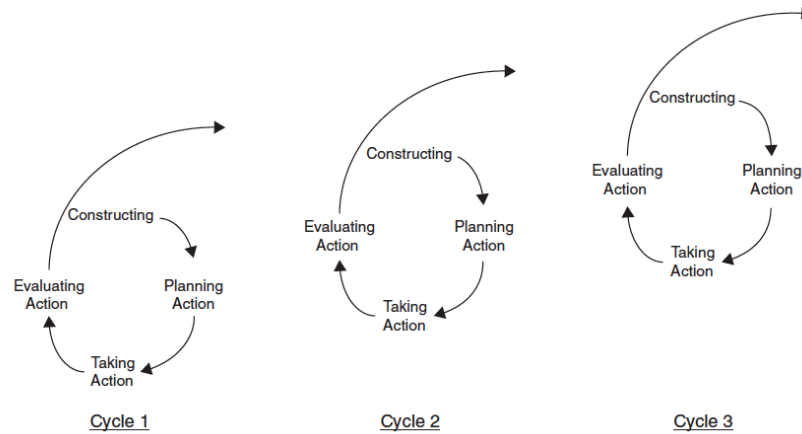 Constructing
Planning
Action
Taking
Action
Evaluating
Action
Cycle 1
Constructing
Planning
Action
Taking
Action
Evaluating
Action
Cycle 2
Constructing
Planning
Action
Taking
Action
Evaluating
Action
Cycle 3